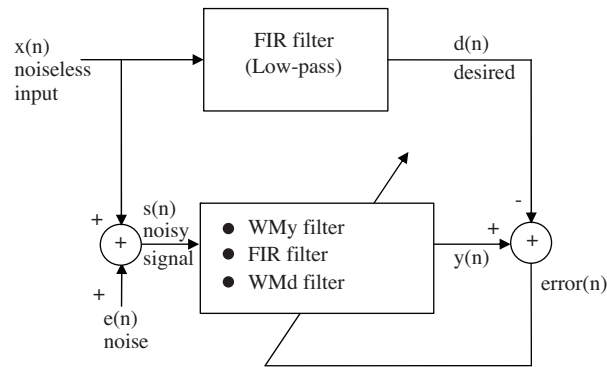 x(n)
noiseless
input
FIR filter
(Low-pass)
d(n)
desired
-
+
s(n)
noisy
signal
+
+
e(n)
noise
● WMy filter
● FIR filter
● WMd filter
+
y(n)
+
error(n)